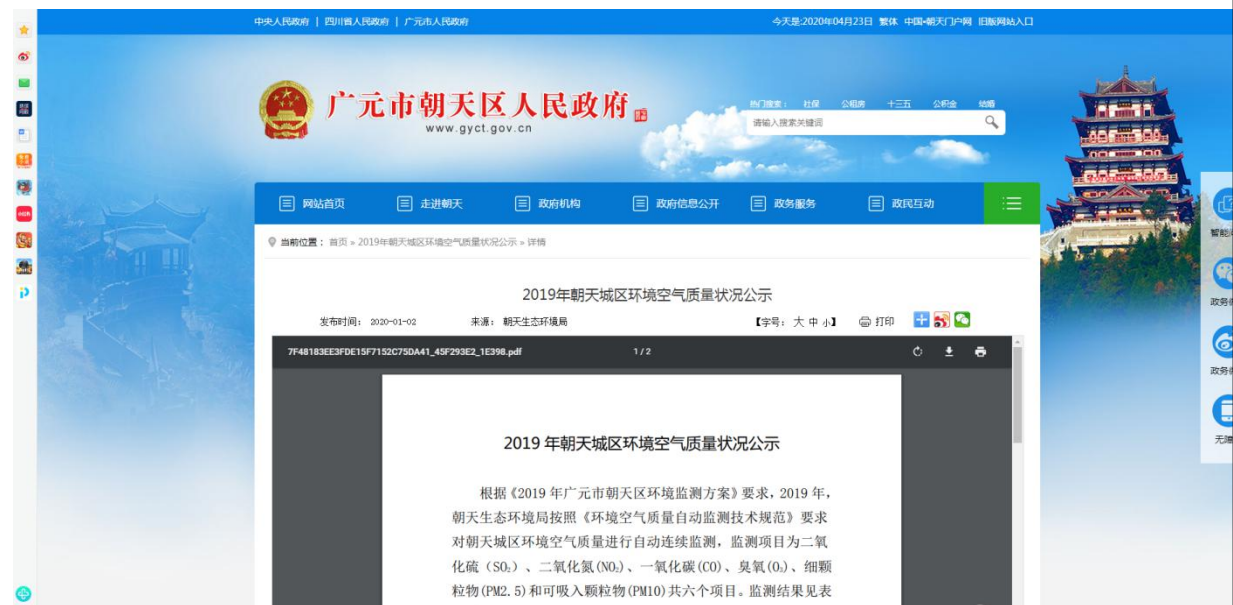 中央人民政府 | 四川省人民政府 | 广元市人民政府
今天是:2020年04月23日 繁体 中国•朝天门户网 旧版网站入口
广元市朝天区人民政府
www.gyct.gov.cn
热门搜索： 社保 公租房 十三五 公积金 结婚
请输入搜索关键词
网站首页 走进朝天 政府机构 政府信息公开 政务服务 政民互动
当前位置： 首页 » 2019年朝天城区环境空气质量状况公示 » 详情
2019年朝天城区环境空气质量状况公示
发布时间： 2020-01-02 来源： 朝天生态环境局 【字号： 大 中 小】 打印
7F48183EE3FDE15F7152C75DA41_45F293E2_1E398.pdf 1 / 2
2019 年朝天城区环境空气质量状况公示
根据《2019 年广元市朝天区环境监测方案》要求，2019 年，
朝天生态环境局按照《环境空气质量自动监测技术规范》要求
对朝天城区环境空气质量进行自动连续监测，监测项目为二氧
化硫（SO₂）、二氧化氮(NO₂)、一氧化碳(CO)、臭氧(O₃)、细颗
粒物(PM2.5)和可吸入颗粒物(PM10)共六个项目。监测结果见表
智能
政务
政务
无障